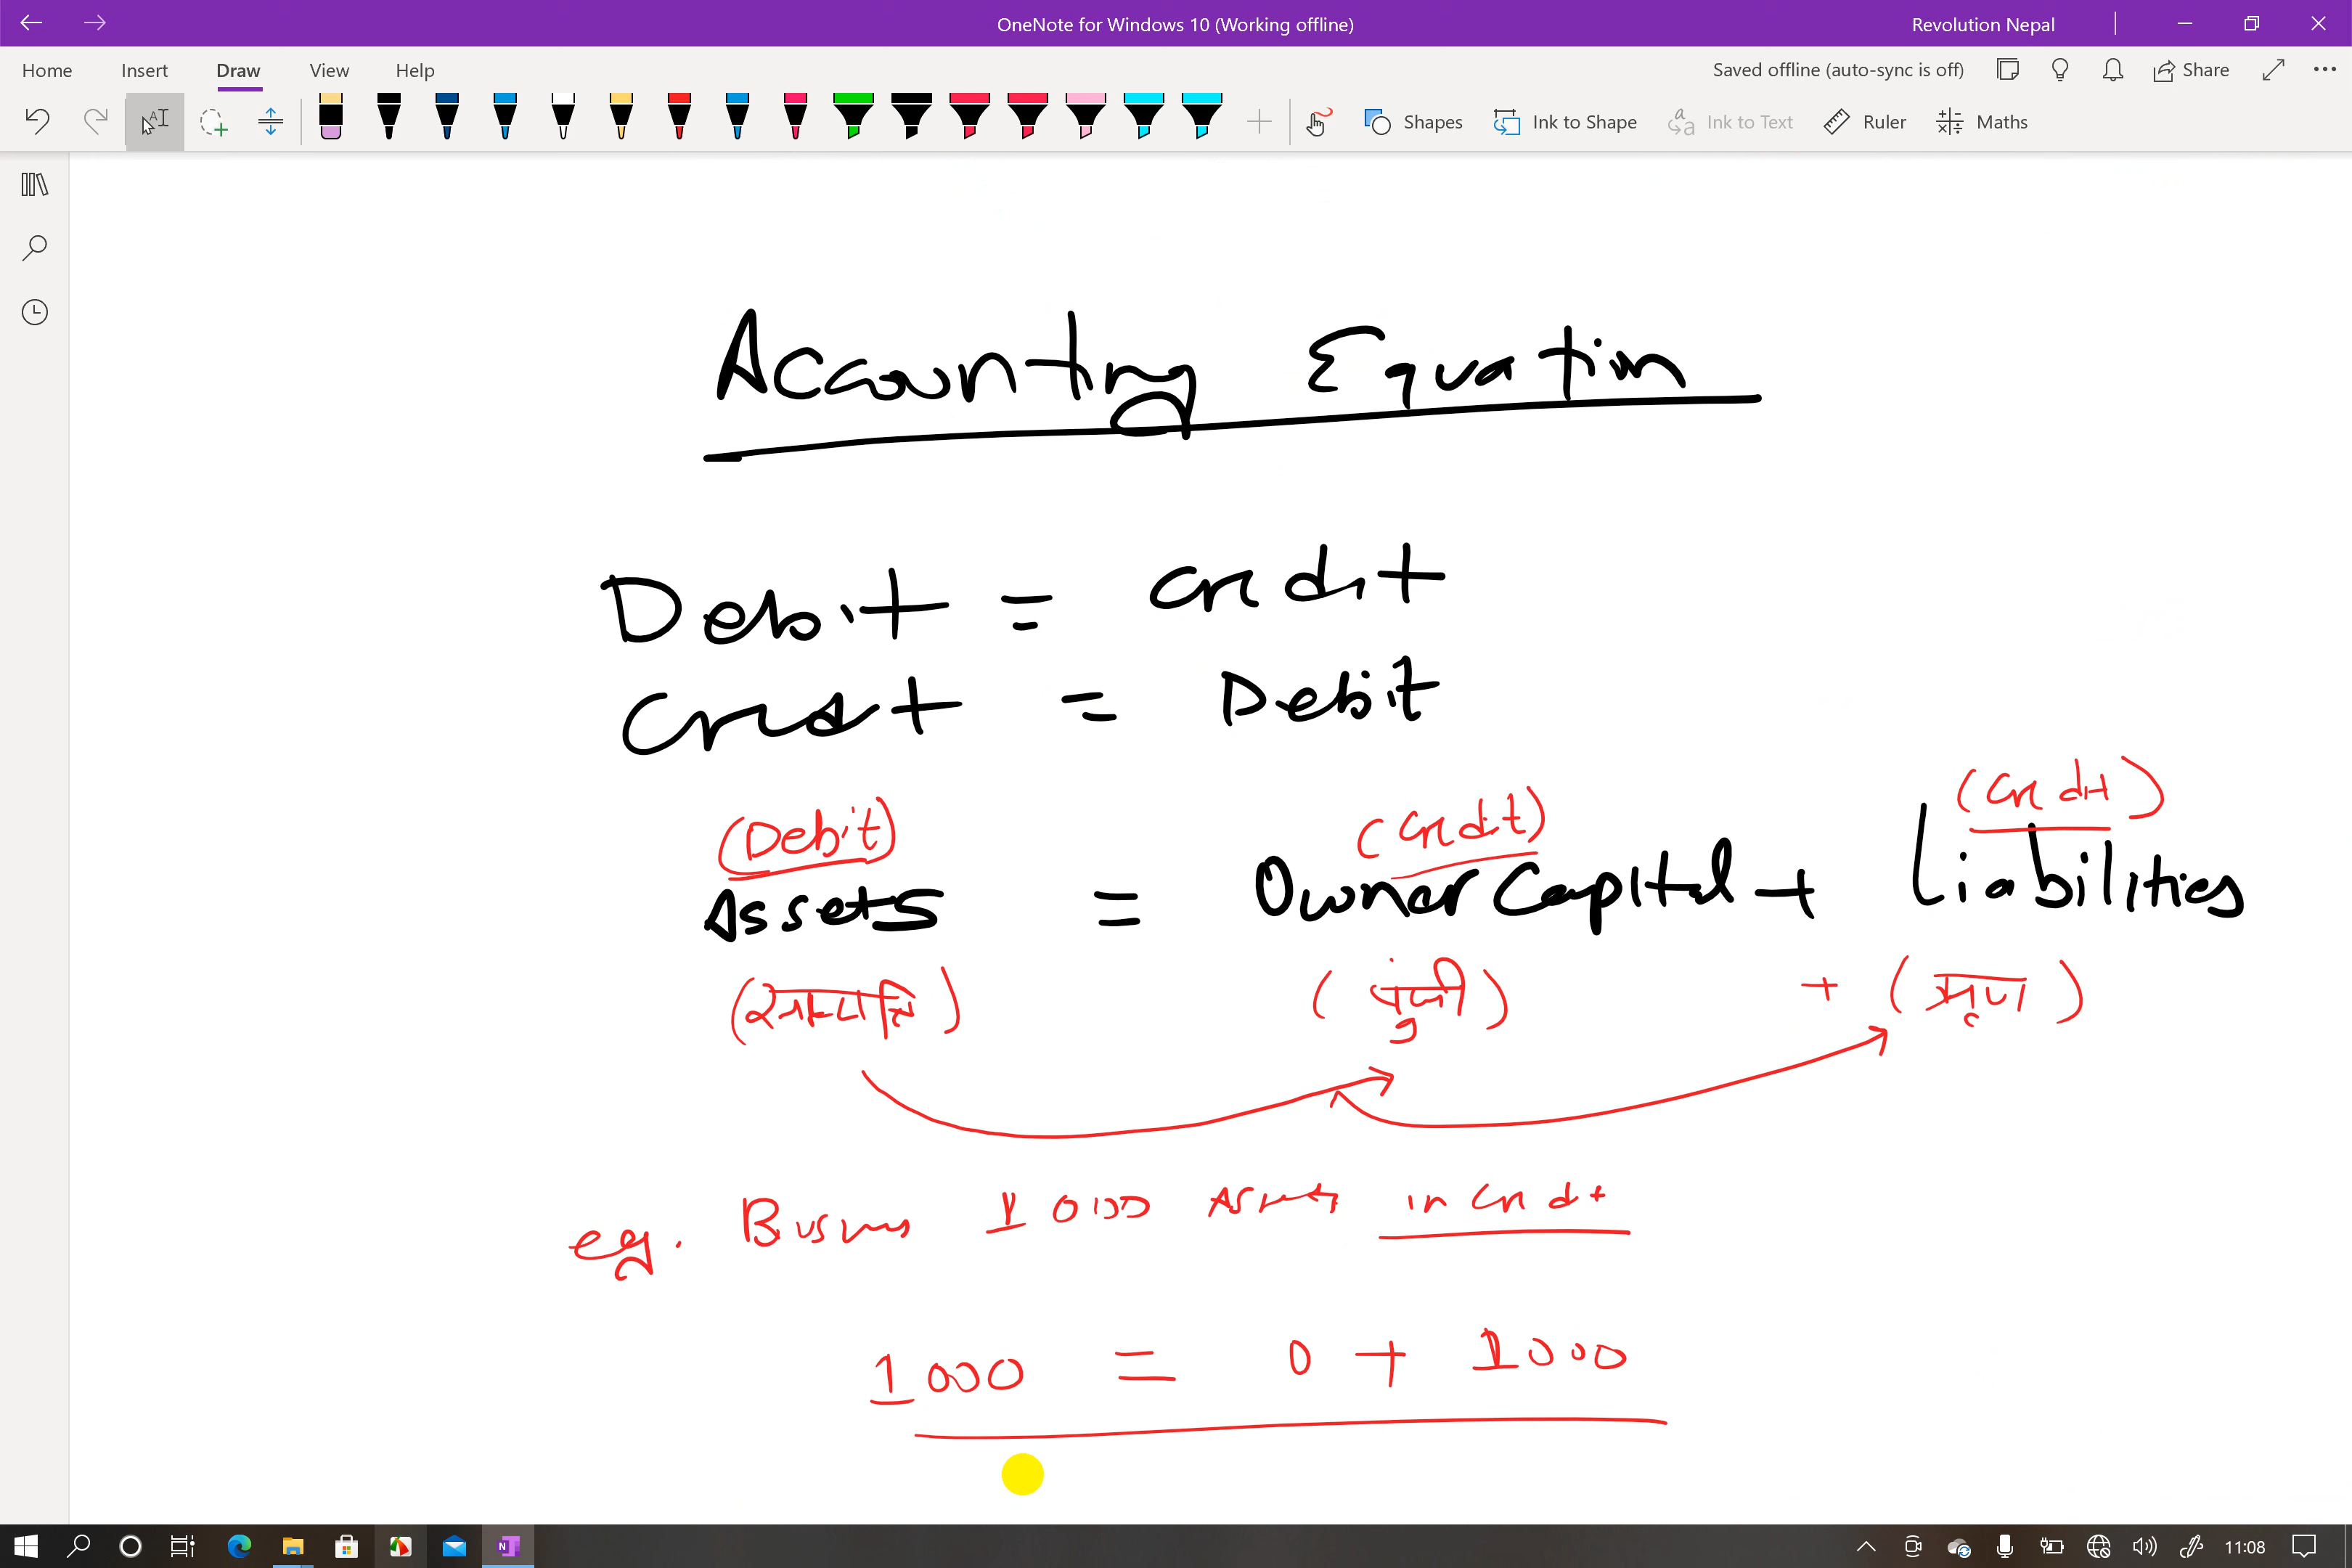 OneNote for Windows 10 (Working offline) Revolution Nepal
Home Insert Draw View Help Saved offline (auto-sync is off) Share
Shapes Ink to Shape Ink to Text Ruler Maths
Accounting Equation
Debit = credit
Credit = Debit
(Debit) (credit) (credit)
Assets = Owner Capital + Liabilities
(सम्पत्ति) (पुंजी) + (ऋण)
eg. 1000 Assets in credit
1000 = 0 + 1000
11:08